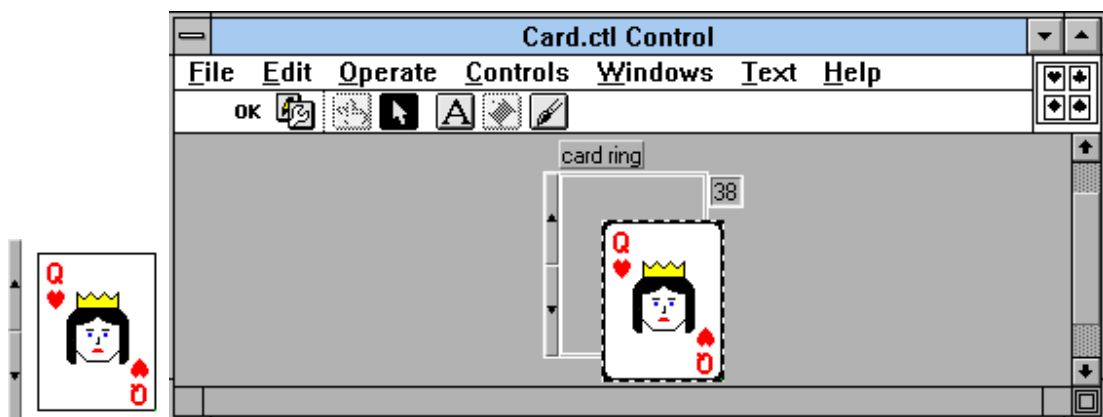 Card.ctl Control
File Edit Operate Controls Windows Text Help
OK A
card ring
38
Q
Q
Q
Q